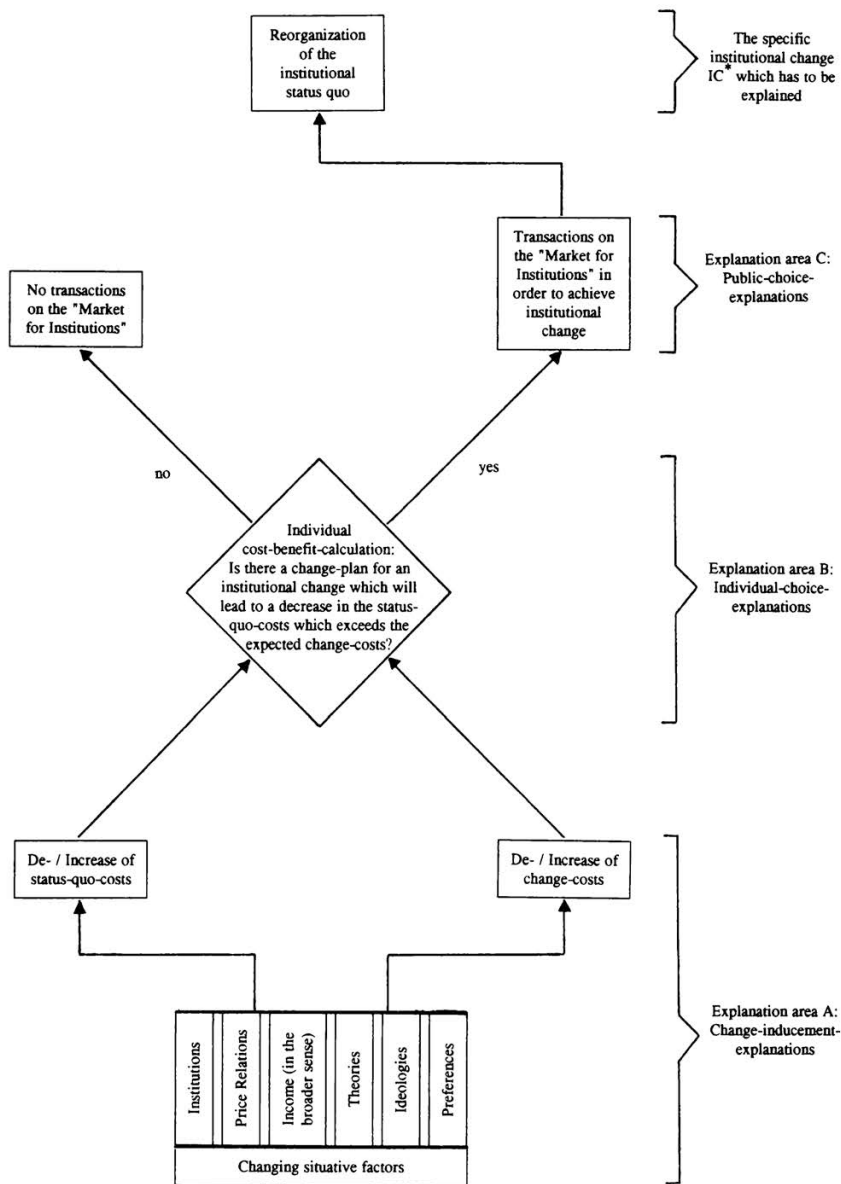 Reorganization
of the
institutional
status quo
The specific
institutional change
IC* which has to be
explained
Transactions on
the "Market for
Institutions" in
order to achieve
institutional
change
Explanation area C:
Public-choice-
explanations
No transactions
on the "Market
for Institutions"
no
yes
Individual
cost-benefit-calculation:
Is there a change-plan for an
institutional change which will
lead to a decrease in the status-
quo-costs which exceeds the
expected change-costs?
Explanation area B:
Individual-choice-
explanations
De- / Increase of
status-quo-costs
De- / Increase of
change-costs
Explanation area A:
Change-inducement-
explanations
Institutions
Price Relations
Income (in the
broader sense)
Theories
Ideologies
Preferences
Changing situative factors